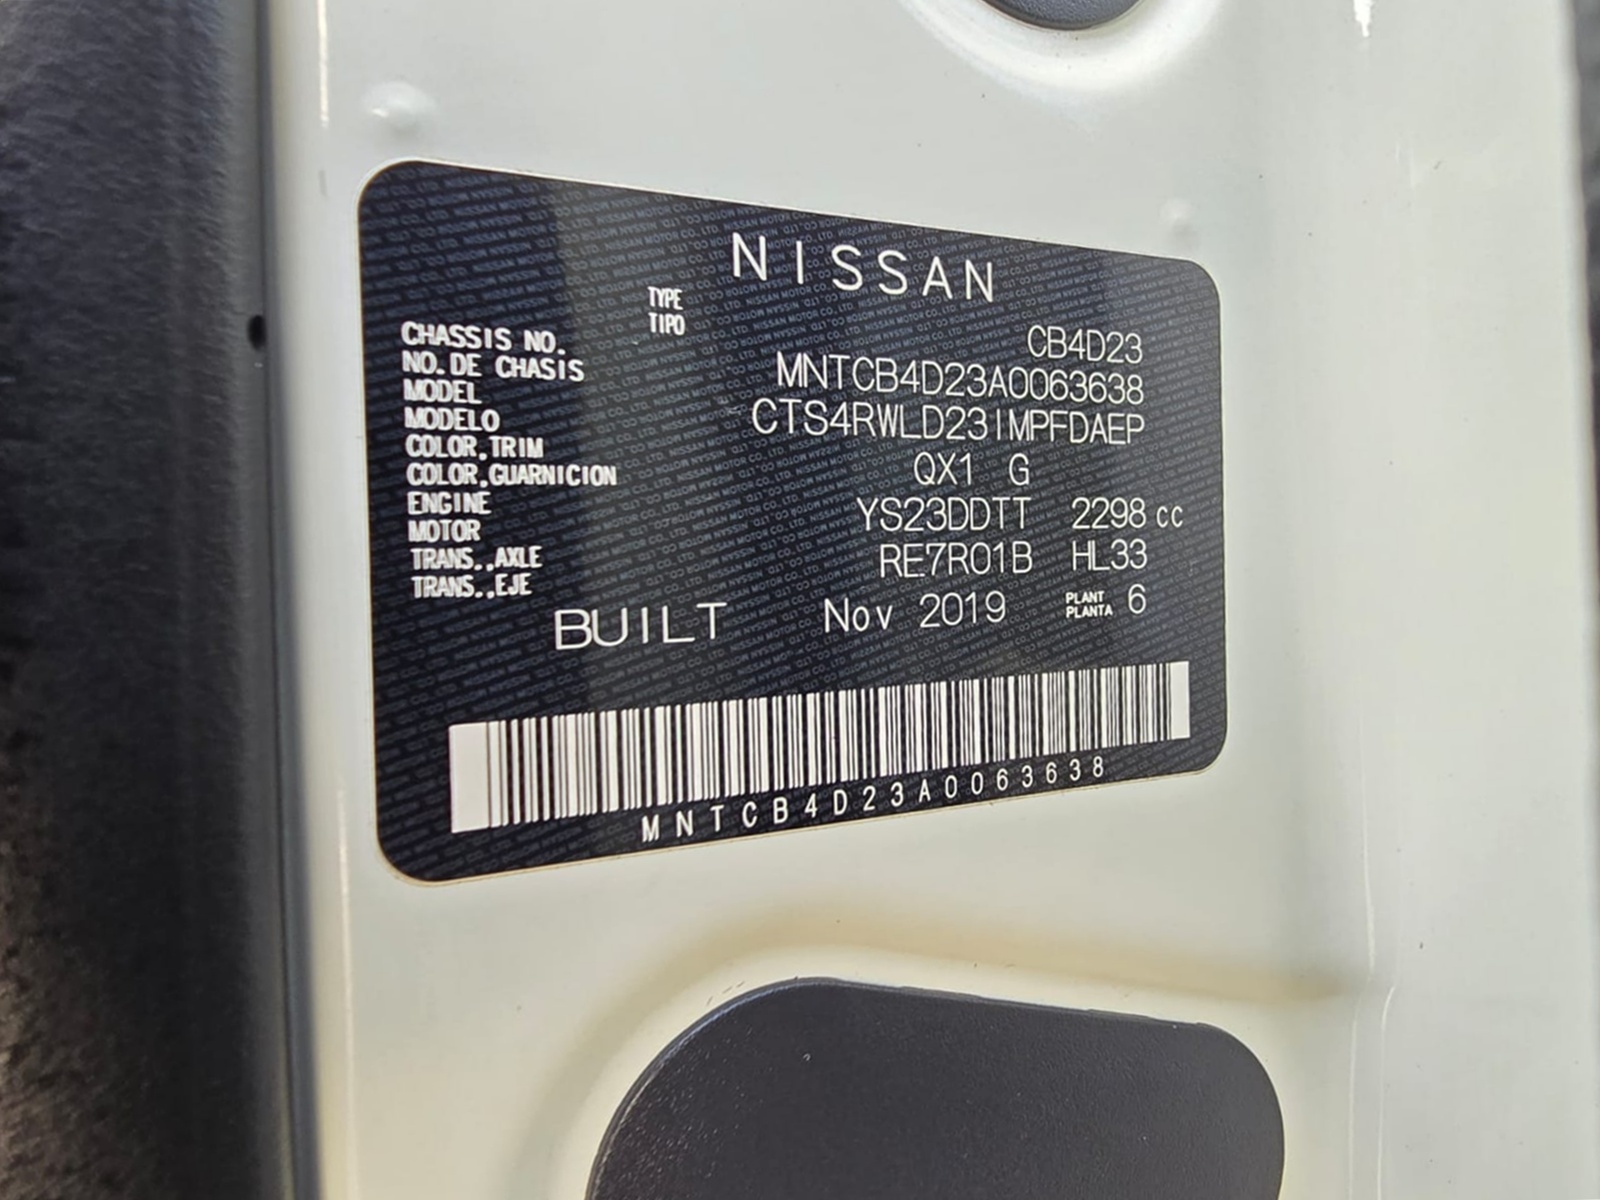 NISSAN
TYPE
TIPO CB4D23
CHASSIS NO.
NO. DE CHASIS MNTCB4D23A0063638
MODEL
MODELO CTS4RWLD23IMPFDAEP
COLOR, TRIM
COLOR, GUARNICION QX1 G
ENGINE
MOTOR YS23DDTT 2298 cc
TRANS., AXLE
TRANS., EJE RE7R01B HL33
BUILT Nov 2019 PLANT
PLANTA 6
MNTCB4D23A0063638